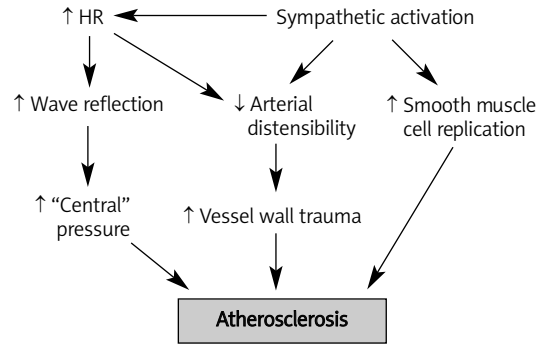 ↑ HR
Sympathetic activation
↑ Wave reflection
↓ Arterial
distensibility
↑ Smooth muscle
cell replication
↑ “Central”
pressure
↑ Vessel wall trauma
Atherosclerosis